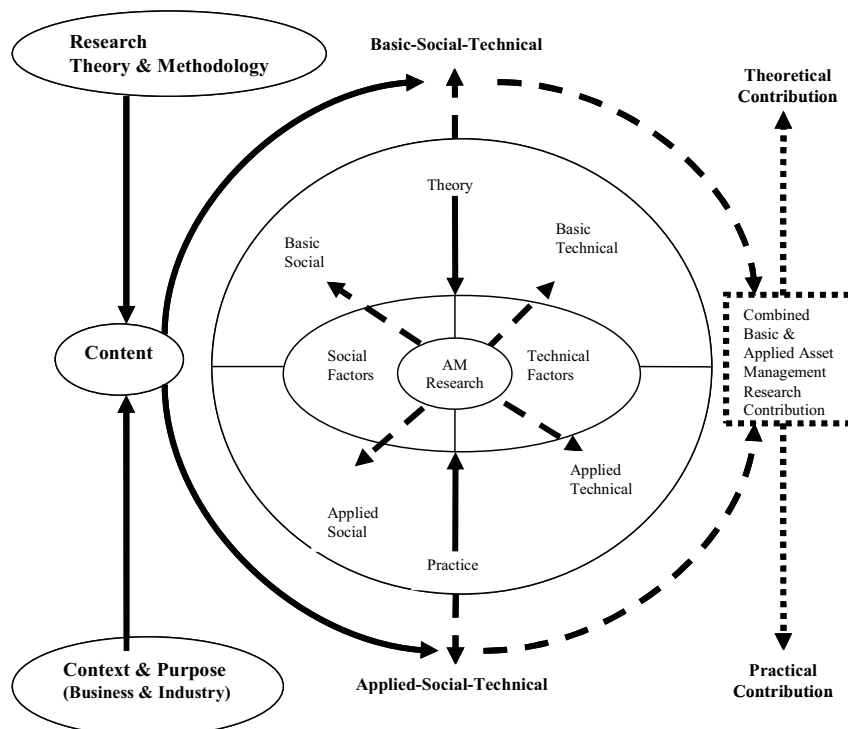 Research
Theory & Methodology
Basic-Social-Technical
Theoretical
Contribution
Theory
Basic
Social
Basic
Technical
Content
Social
Factors
AM
Research
Technical
Factors
Combined
Basic &
Applied Asset
Management
Research
Contribution
Applied
Social
Applied
Technical
Practice
Context & Purpose
(Business & Industry)
Applied-Social-Technical
Practical
Contribution